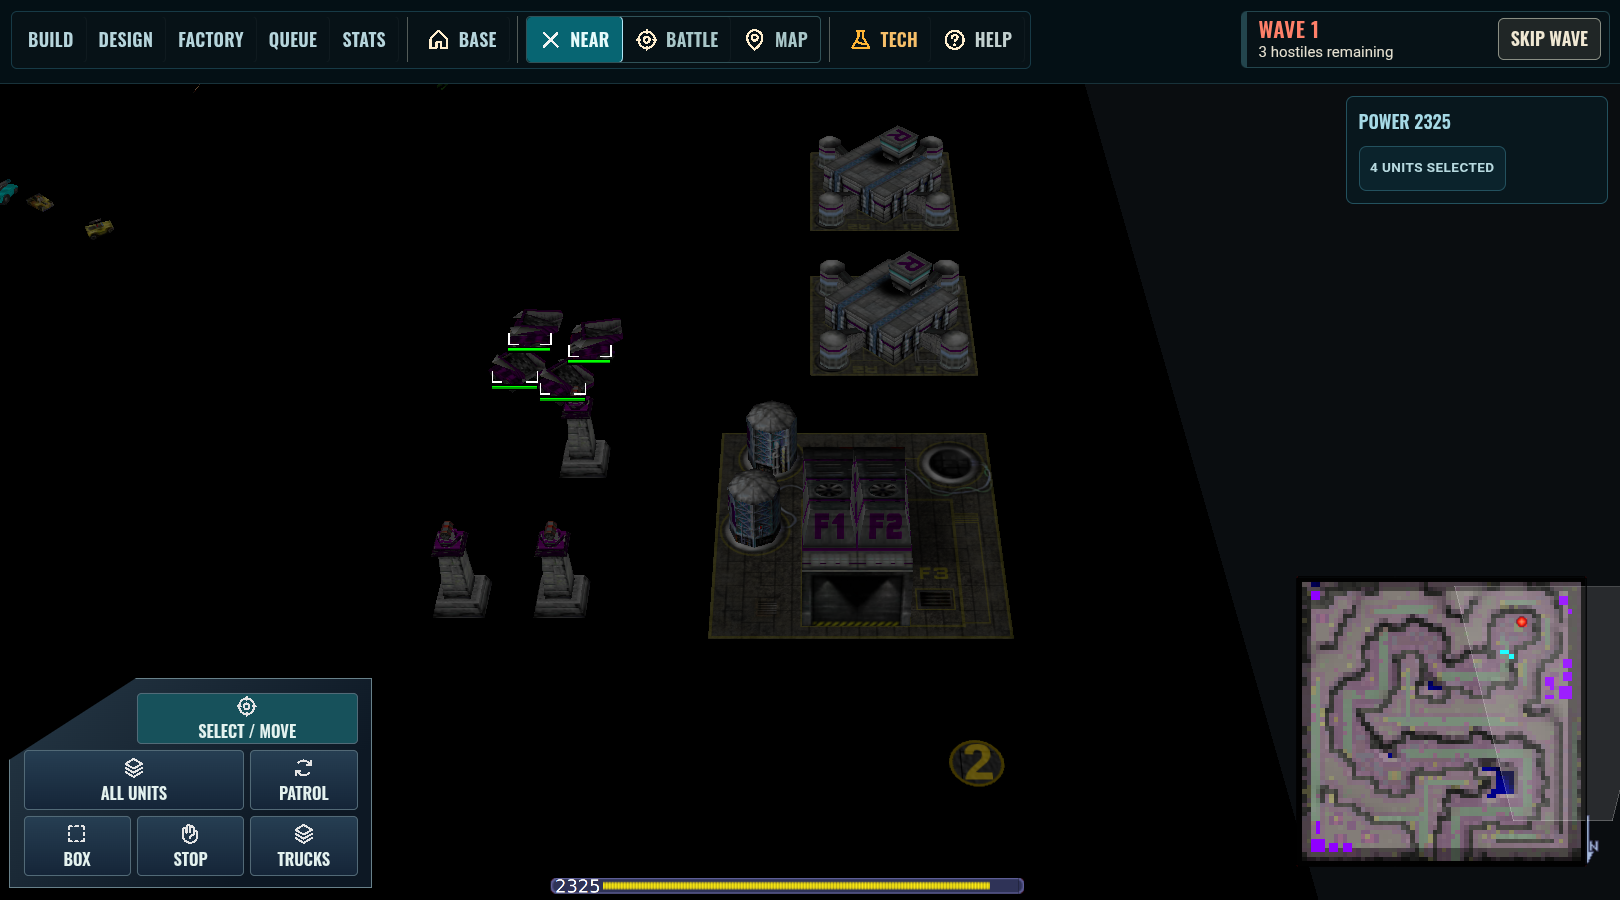 BUILD DESIGN FACTORY QUEUE STATS BASE NEAR BATTLE MAP TECH HELP
WAVE 1
3 hostiles remaining
SKIP WAVE
POWER 2325
4 UNITS SELECTED
R
R
F1 F2
F3
2
SELECT / MOVE
ALL UNITS PATROL
BOX STOP TRUCKS
N
2325